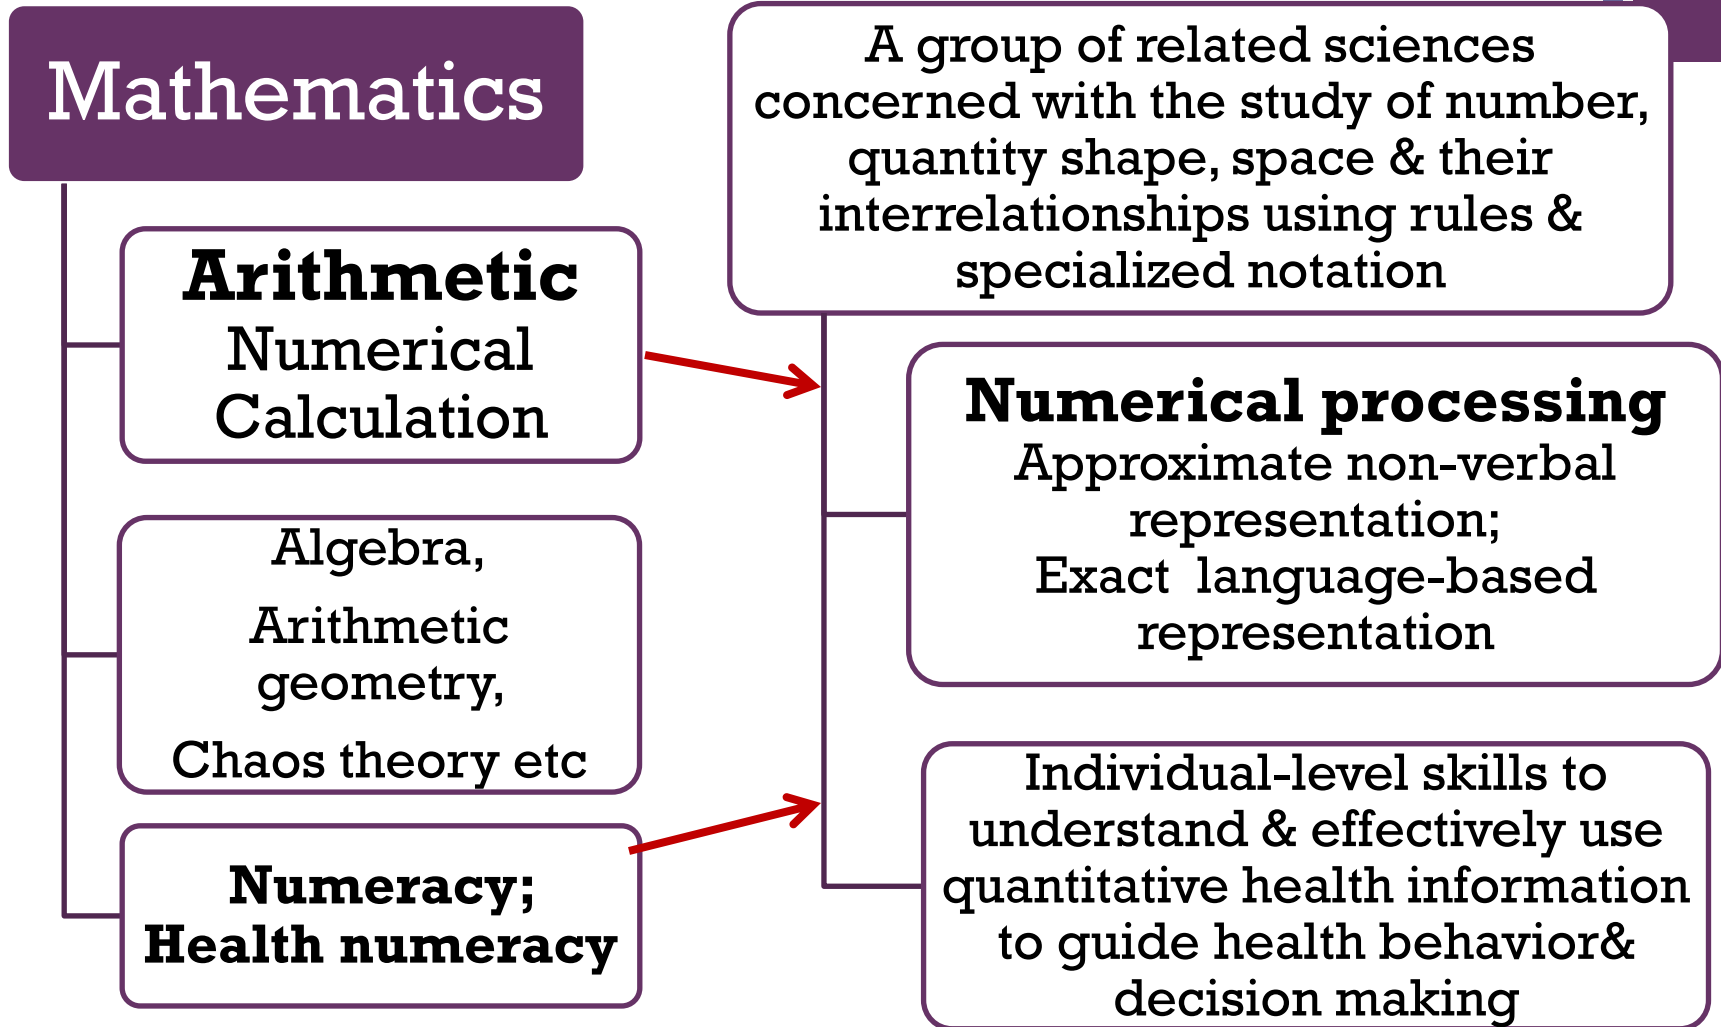 Mathematics
Arithmetic
Numerical
Calculation
Algebra,
Arithmetic
geometry,
Chaos theory etc
Numeracy;
Health numeracy
A group of related sciences
concerned with the study of number,
quantity shape, space & their
interrelationships using rules &
specialized notation
Numerical processing
Approximate non-verbal
representation;
Exact  language-based
representation
Individual-level skills to
understand & effectively use
quantitative health information
to guide health behavior&
decision making